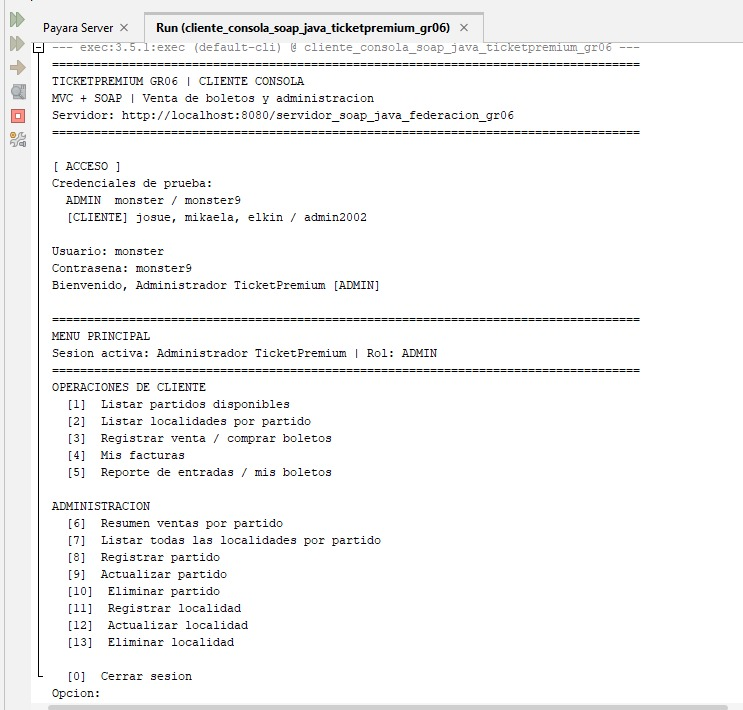 Payara Server ×   Run (cliente_consola_soap_java_ticketpremium_gr06) ×
--- exec:3.5.1:exec (default-cli) @ cliente_consola_soap_java_ticketpremium_gr06 ---
====================================================================================
TICKETPREMIUM GR06 | CLIENTE CONSOLA
MVC + SOAP | Venta de boletos y administracion
Servidor: http://localhost:8080/servidor_soap_java_federacion_gr06
====================================================================================
[ ACCESO ]
Credenciales de prueba:
  ADMIN  monster / monster9
  [CLIENTE] josue, mikaela, elkin / admin2002
Usuario: monster
Contrasena: monster9
Bienvenido, Administrador TicketPremium [ADMIN]
====================================================================================
MENU PRINCIPAL
Sesion activa: Administrador TicketPremium | Rol: ADMIN
====================================================================================
OPERACIONES DE CLIENTE
  [1]  Listar partidos disponibles
  [2]  Listar localidades por partido
  [3]  Registrar venta / comprar boletos
  [4]  Mis facturas
  [5]  Reporte de entradas / mis boletos
ADMINISTRACION
  [6]  Resumen ventas por partido
  [7]  Listar todas las localidades por partido
  [8]  Registrar partido
  [9]  Actualizar partido
  [10]  Eliminar partido
  [11]  Registrar localidad
  [12]  Actualizar localidad
  [13]  Eliminar localidad
  [0]  Cerrar sesion
Opcion: